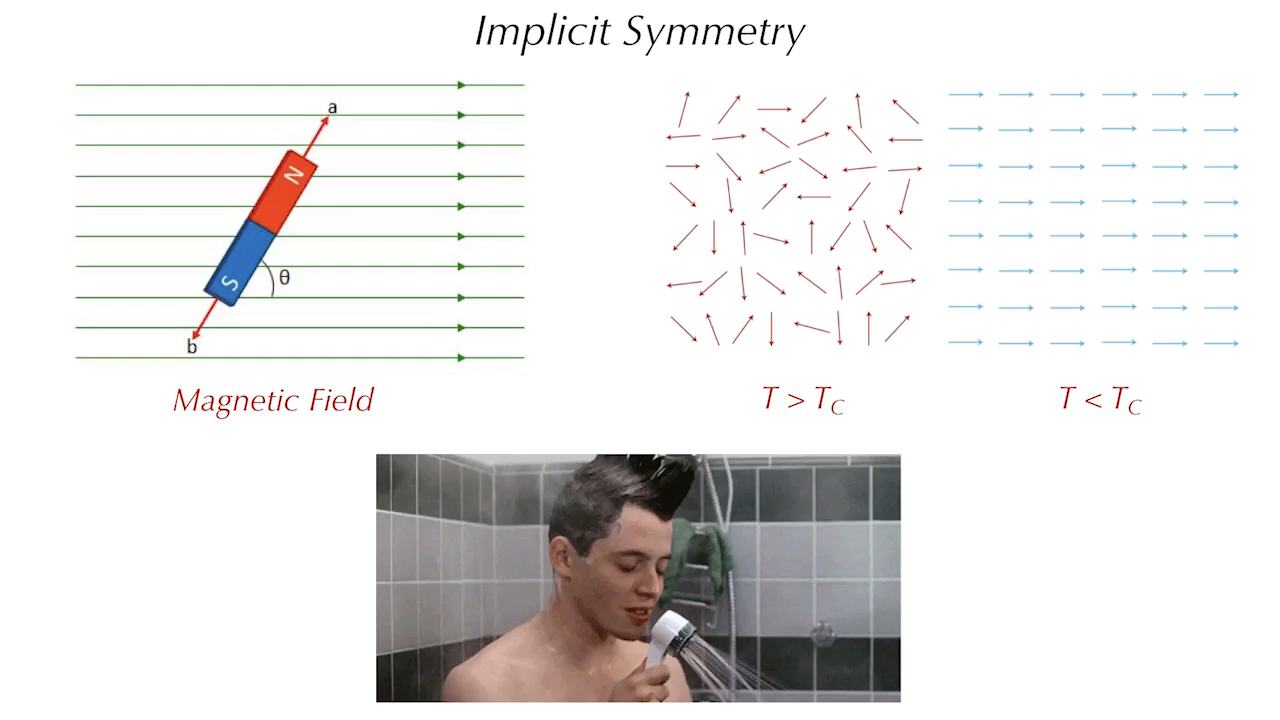 Implicit Symmetry
a
N
S
θ
b
Magnetic Field
T > T_C
T < T_C